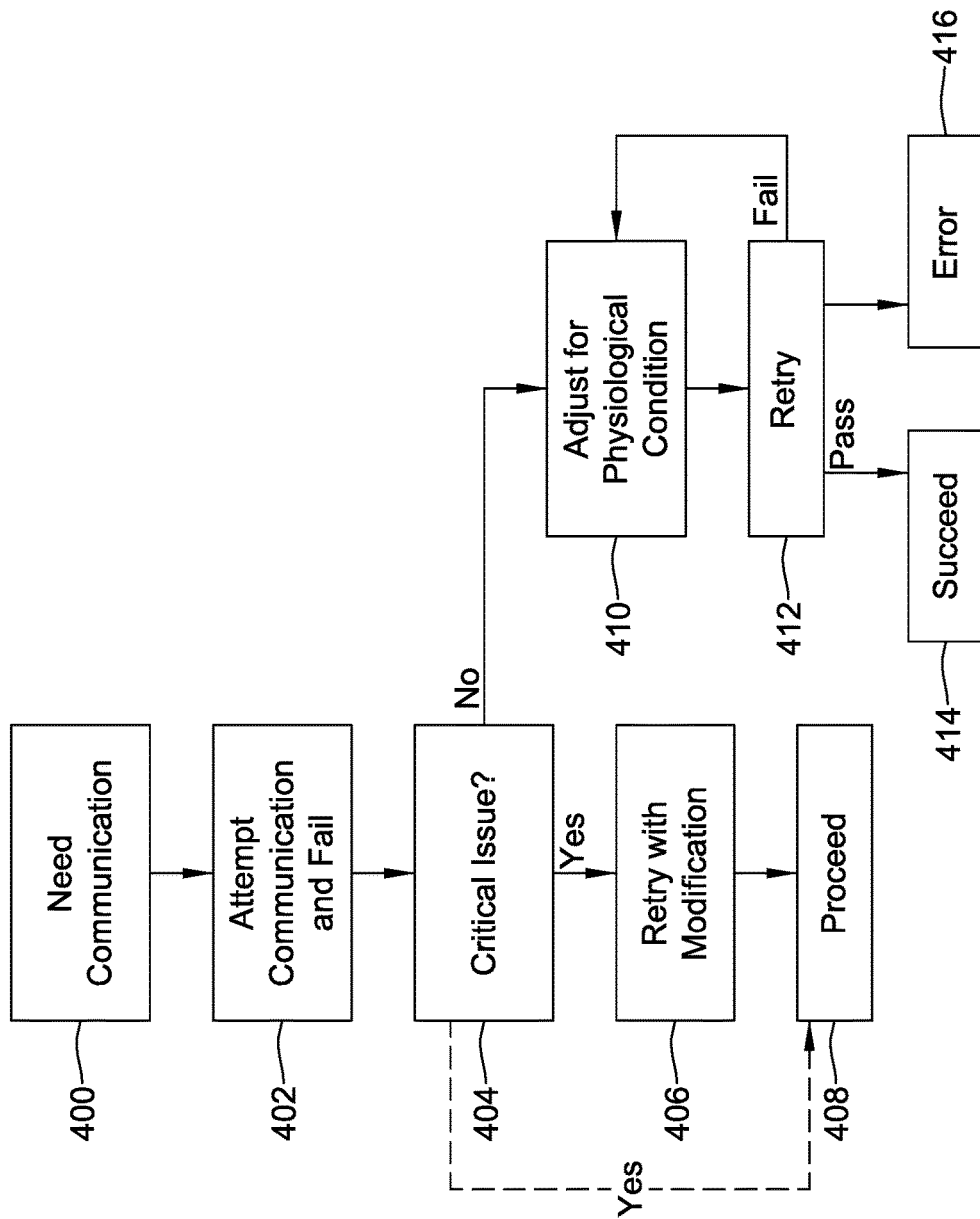 Need
Communication
400
Attempt
Communication
and Fail
402
Critical Issue?
404
No
Yes
Yes
Retry with
Modification
406
Proceed
408
Adjust for
Physiological
Condition
410
Retry
412
Fail
Pass
Succeed
414
Error
416